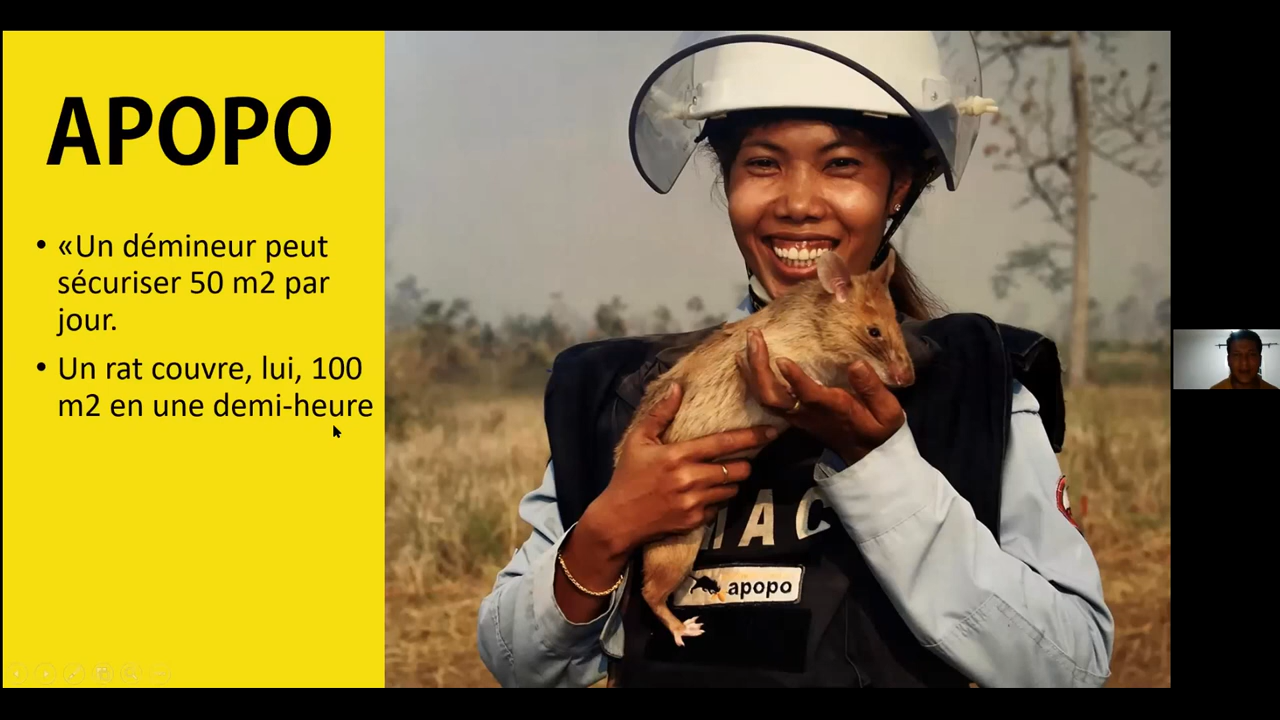 APOPO
• «Un démineur peut
sécuriser 50 m2 par
jour.
• Un rat couvre, lui, 100
m2 en une demi-heure
MAC
apopo